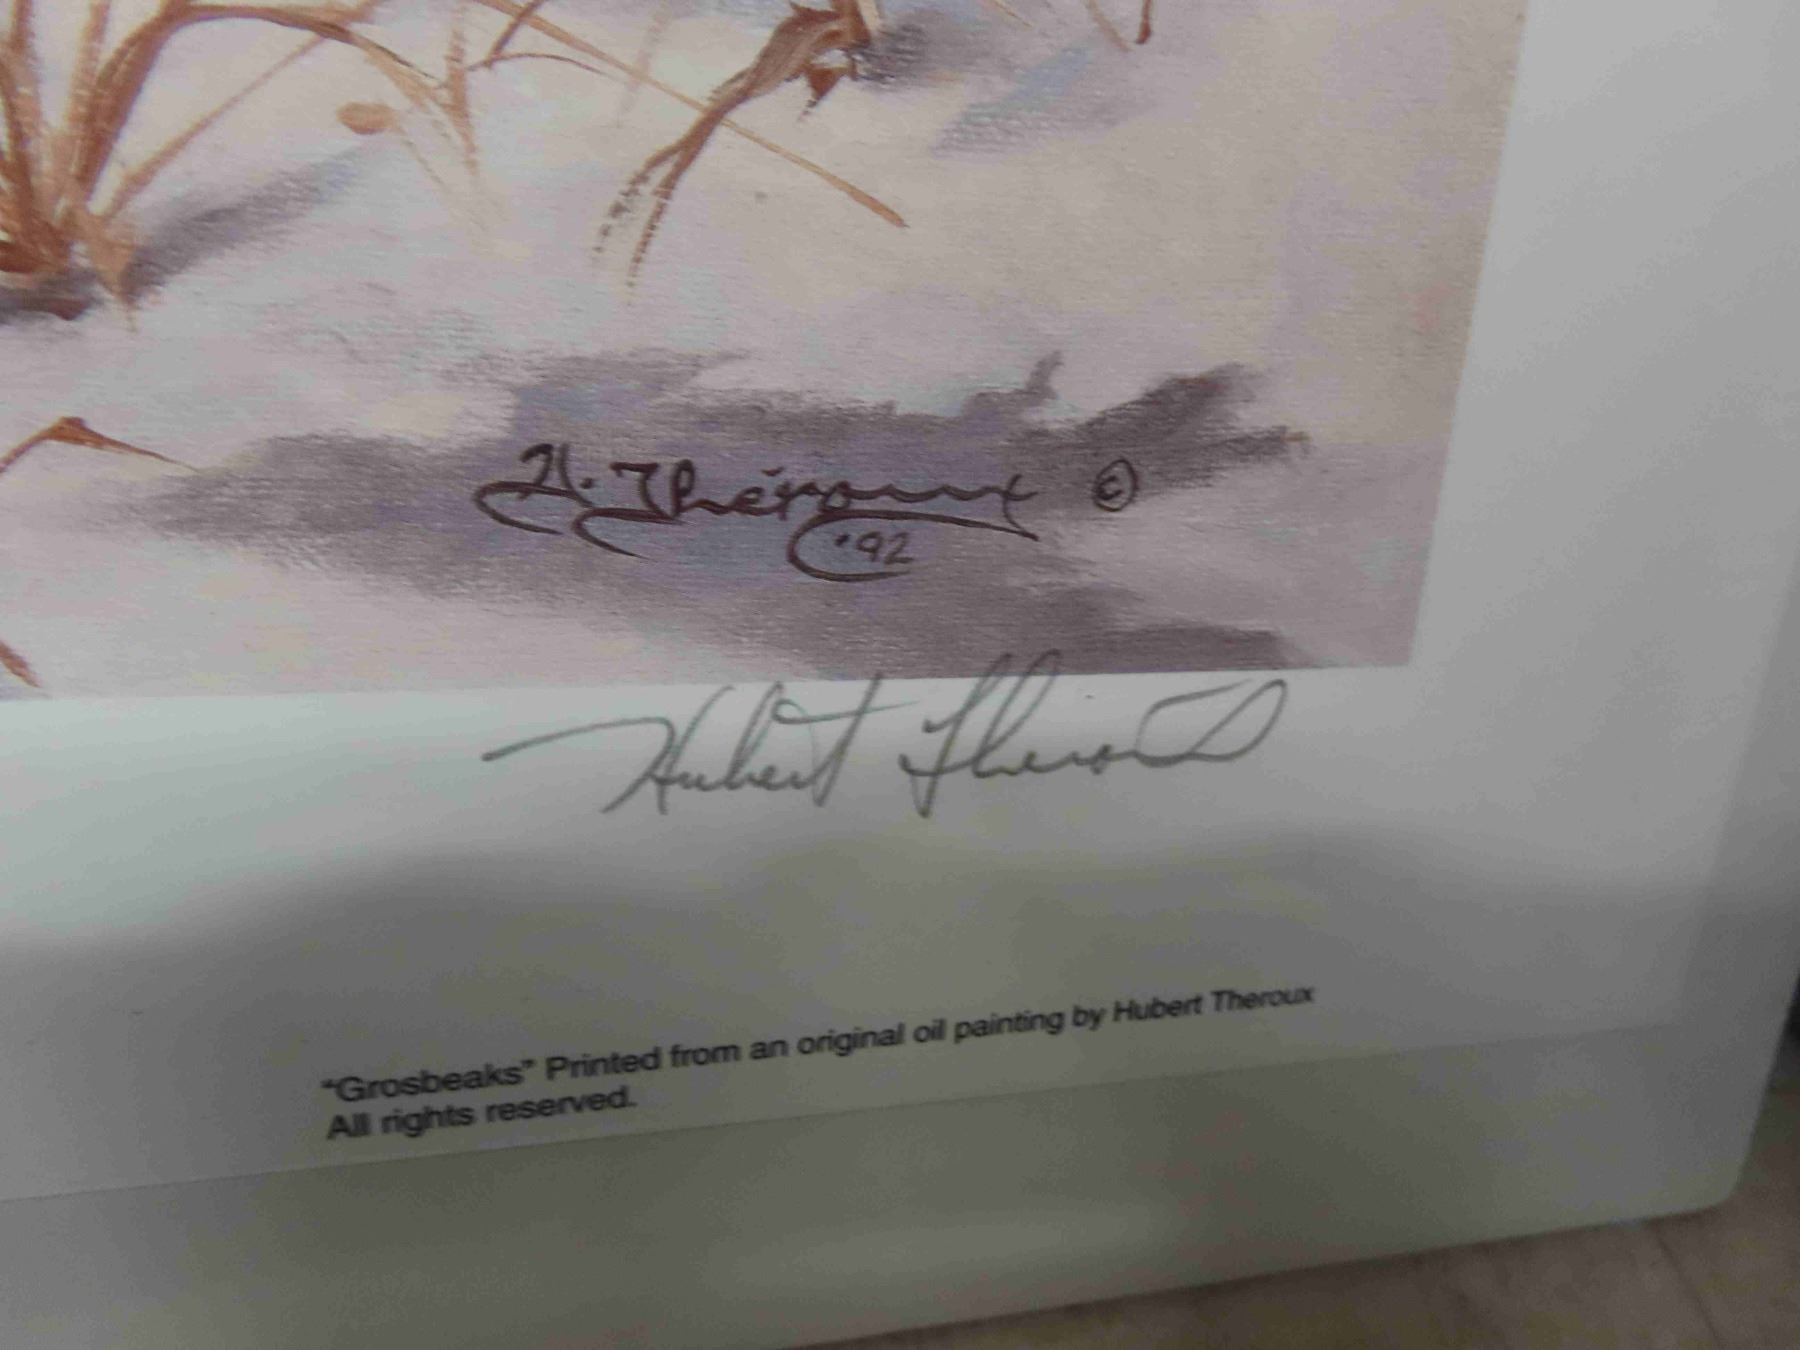 H. Théroux ©
'92
Hubert Theroux
“Grosbeaks” Printed from an original oil painting by Hubert Theroux
All rights reserved.